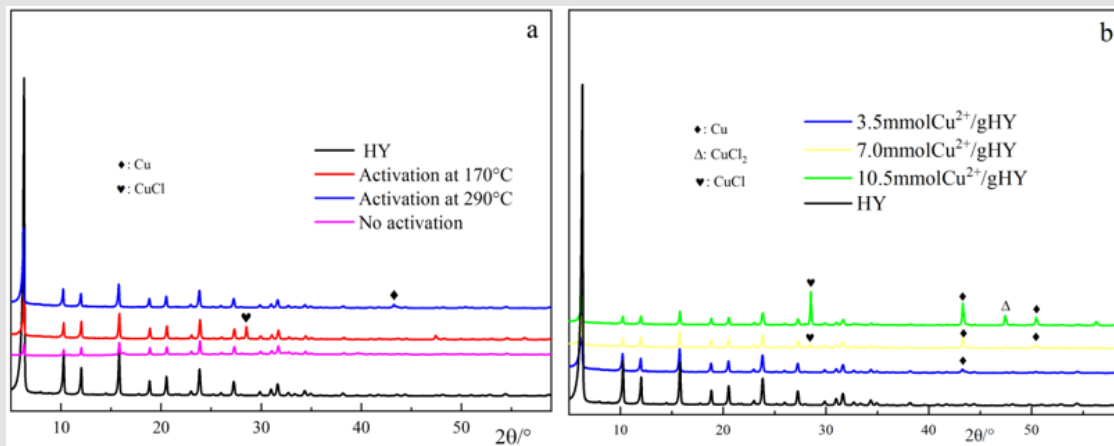 a
♦: Cu
♥: CuCl
HY
Activation at 170°C
Activation at 290°C
No activation
♦
♥
10 20 30 40 50
2θ/°
b
♦: Cu
Δ: CuCl₂
♥: CuCl
3.5mmolCu²⁺/gHY
7.0mmolCu²⁺/gHY
10.5mmolCu²⁺/gHY
HY
♥ ♦ Δ ♦
♥ ♦ ♦
♦
10 20 30 40 50
2θ/°